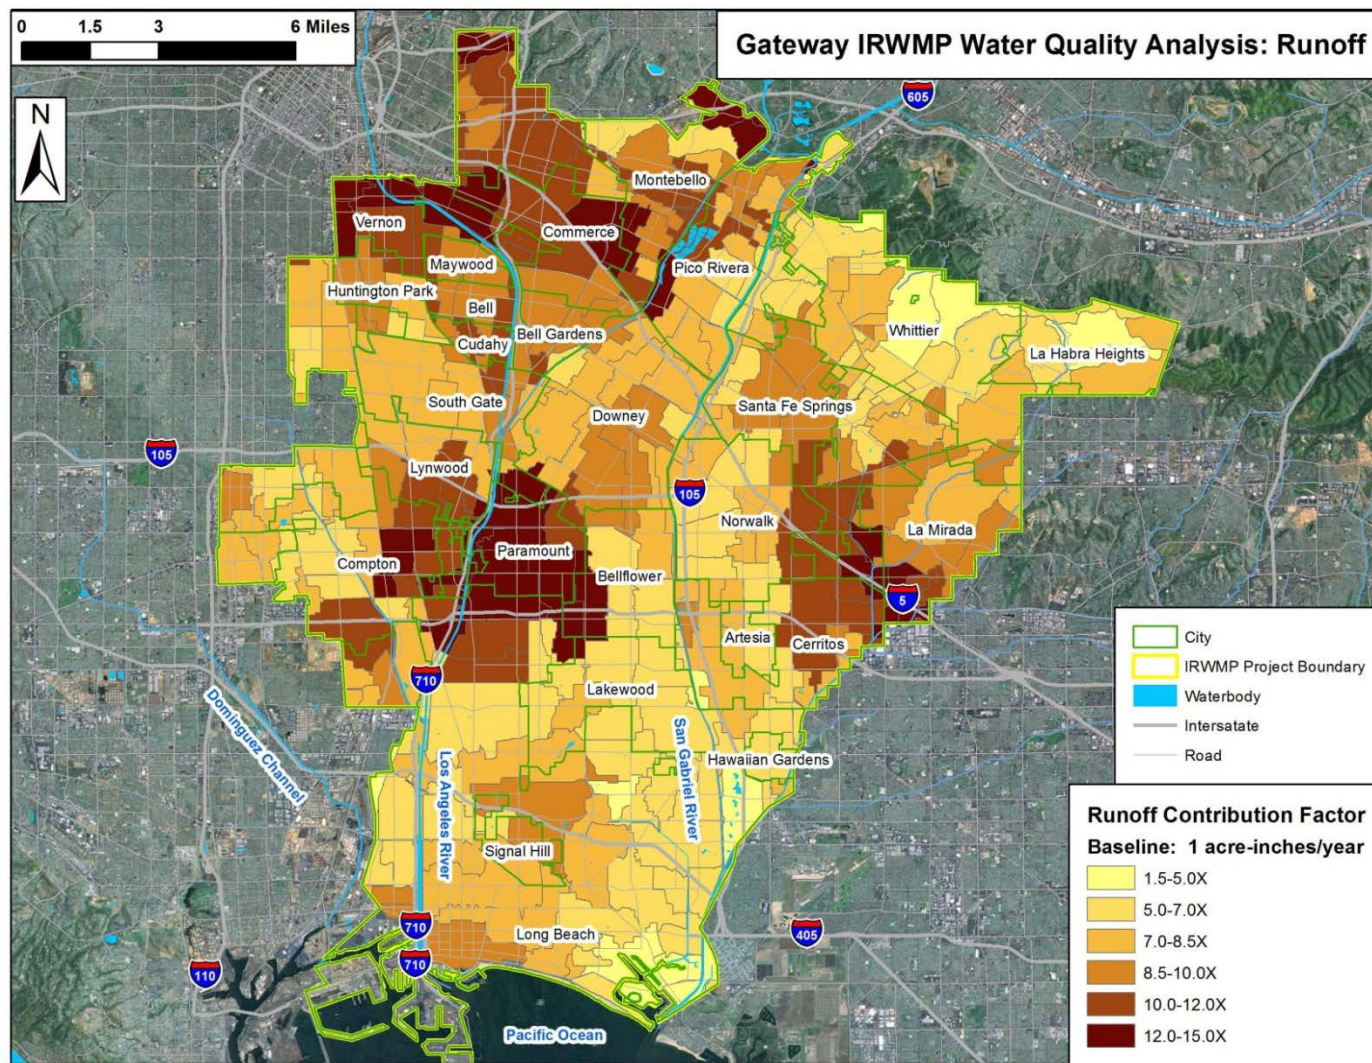 0 1.5 3 6 Miles
Gateway IRWMP Water Quality Analysis: Runoff
N
605
Montebello
Vernon
Commerce
Maywood
Pico Rivera
Huntington Park
Bell
Bell Gardens
Whittier
Cudahy
La Habra Heights
South Gate
Downey
Santa Fe Springs
105
Lynwood
105
Norwalk
La Mirada
Paramount
Compton
Bellflower
5
Artesia
Cerritos
710
Lakewood
Dominguez Channel
Los Angeles River
San Gabriel River
Hawaiian Gardens
Signal Hill
710
Long Beach
405
710
110
Pacific Ocean
City
IRWMP Project Boundary
Waterbody
Intersatate
Road
Runoff Contribution Factor
Baseline: 1 acre-inches/year
1.5-5.0X
5.0-7.0X
7.0-8.5X
8.5-10.0X
10.0-12.0X
12.0-15.0X